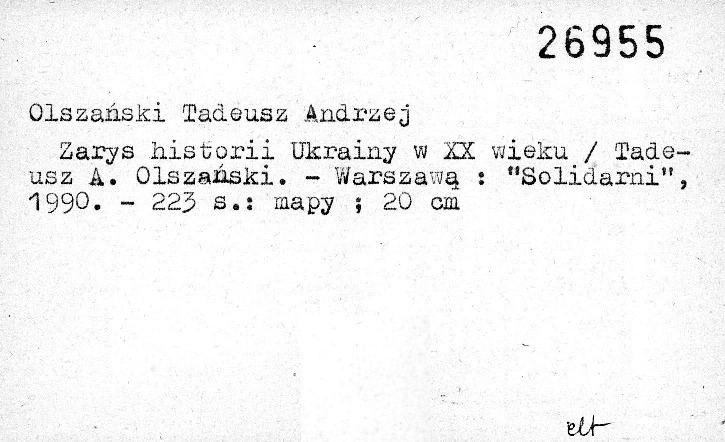 26955
Olszański Tadeusz Andrzej
Zarys historii Ukrainy w XX wieku / Tade-
usz A. Olszański. - Warszawą : "Solidarni",
1990. - 223 s.: mapy ; 20 cm
elt